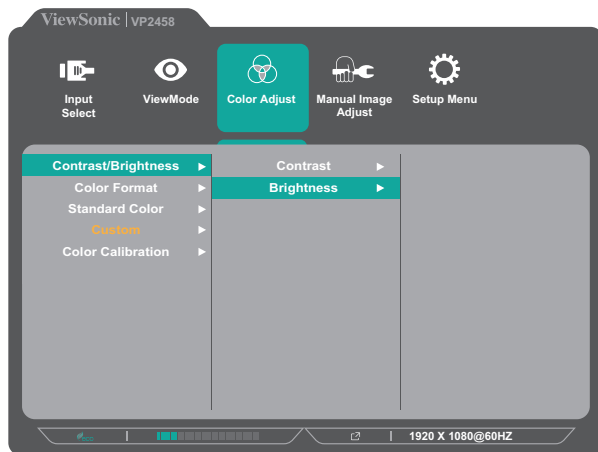 ViewSonic | VP2458
Input
Select
ViewMode
Color Adjust
Manual Image
Adjust
Setup Menu
Contrast/Brightness
Color Format
Standard Color
Custom
Color Calibration
Contrast
Brightness
1920 X 1080@60HZ